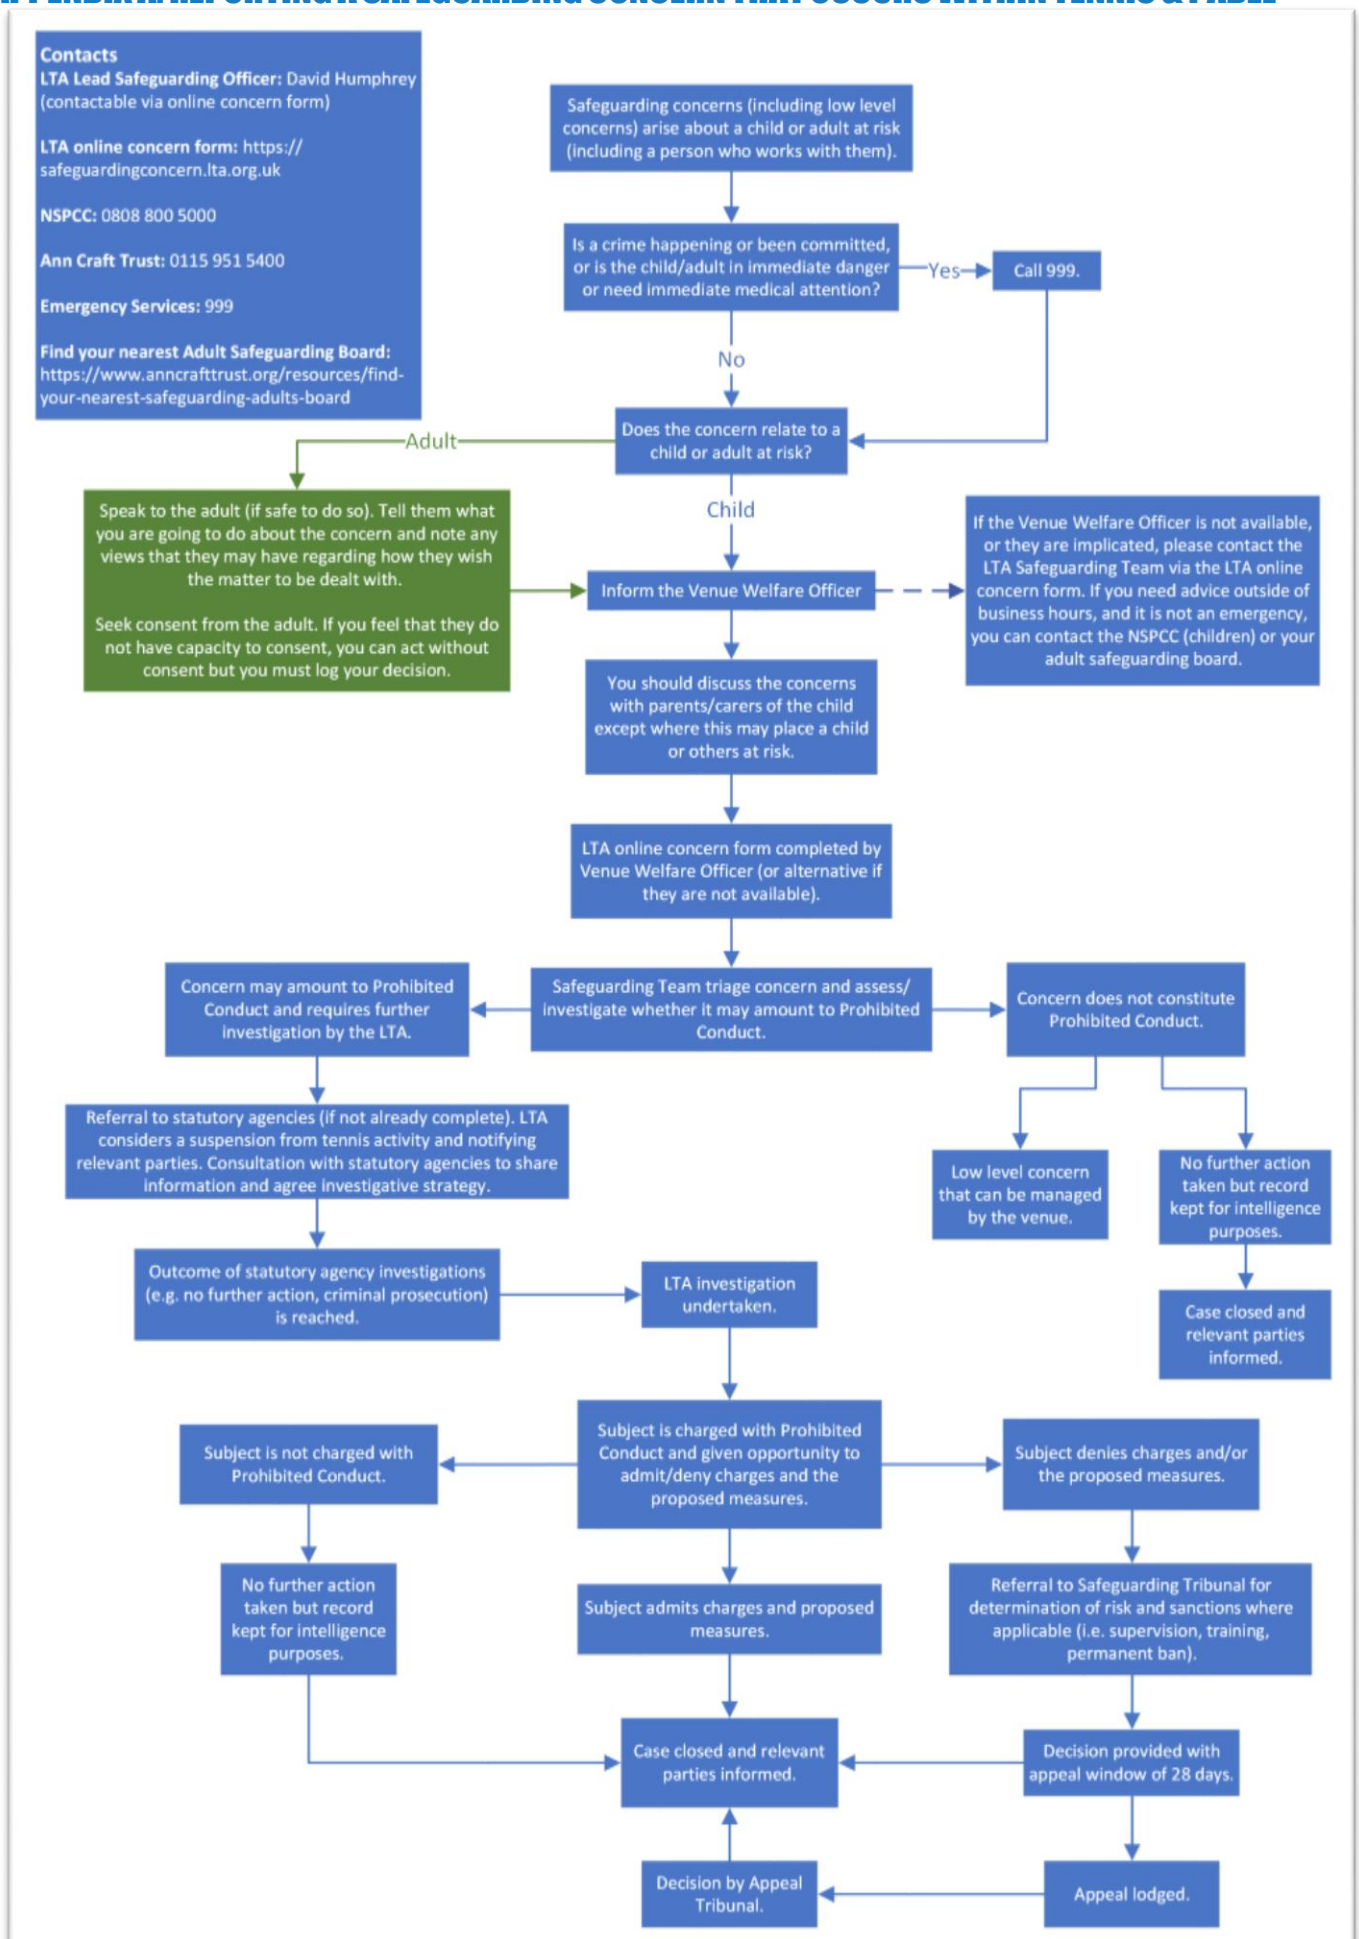 APPENDIX A: REPORTING A SAFEGUARDING CONCERN THAT OCCURS WITHIN TENNIS & PADEL
Contacts
LTA Lead Safeguarding Officer: David Humphrey
(contactable via online concern form)
LTA online concern form: https://
safeguardingconcern.lta.org.uk
NSPCC: 0808 800 5000
Ann Craft Trust: 0115 951 5400
Emergency Services: 999
Find your nearest Adult Safeguarding Board:
https://www.anncrafttrust.org/resources/find-
your-nearest-safeguarding-adults-board
Safeguarding concerns (including low level
concerns) arise about a child or adult at risk
(including a person who works with them).
Is a crime happening or been committed,
or is the child/adult in immediate danger
or need immediate medical attention?
Yes
Call 999.
No
Does the concern relate to a
child or adult at risk?
Adult
Speak to the adult (if safe to do so). Tell them what
you are going to do about the concern and note any
views that they may have regarding how they wish
the matter to be dealt with.
Seek consent from the adult. If you feel that they do
not have capacity to consent, you can act without
consent but you must log your decision.
Child
Inform the Venue Welfare Officer
If the Venue Welfare Officer is not available,
or they are implicated, please contact the
LTA Safeguarding Team via the LTA online
concern form. If you need advice outside of
business hours, and it is not an emergency,
you can contact the NSPCC (children) or your
adult safeguarding board.
You should discuss the concerns
with parents/carers of the child
except where this may place a child
or others at risk.
LTA online concern form completed by
Venue Welfare Officer (or alternative if
they are not available).
Safeguarding Team triage concern and assess/
investigate whether it may amount to Prohibited
Conduct.
Concern may amount to Prohibited
Conduct and requires further
investigation by the LTA.
Concern does not constitute
Prohibited Conduct.
Referral to statutory agencies (if not already complete). LTA
considers a suspension from tennis activity and notifying
relevant parties. Consultation with statutory agencies to share
information and agree investigative strategy.
Low level concern
that can be managed
by the venue.
No further action
taken but record
kept for intelligence
purposes.
Outcome of statutory agency investigations
(e.g. no further action, criminal prosecution)
is reached.
LTA investigation
undertaken.
Case closed and
relevant parties
informed.
Subject is not charged with
Prohibited Conduct.
Subject is charged with Prohibited
Conduct and given opportunity to
admit/deny charges and the
proposed measures.
Subject denies charges and/or
the proposed measures.
No further action
taken but record
kept for intelligence
purposes.
Subject admits charges and proposed
measures.
Referral to Safeguarding Tribunal for
determination of risk and sanctions where
applicable (i.e. supervision, training,
permanent ban).
Case closed and relevant
parties informed.
Decision provided with
appeal window of 28 days.
Decision by Appeal
Tribunal.
Appeal lodged.